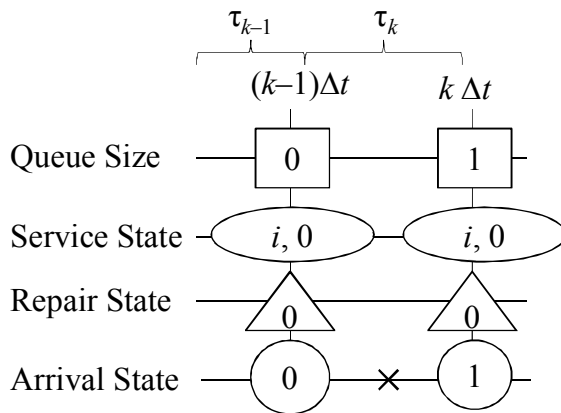 τₖ₋₁ τₖ
(k–1)Δt k Δt
Queue Size 0 1
Service State i, 0 i, 0
Repair State 0 0
Arrival State 0 1